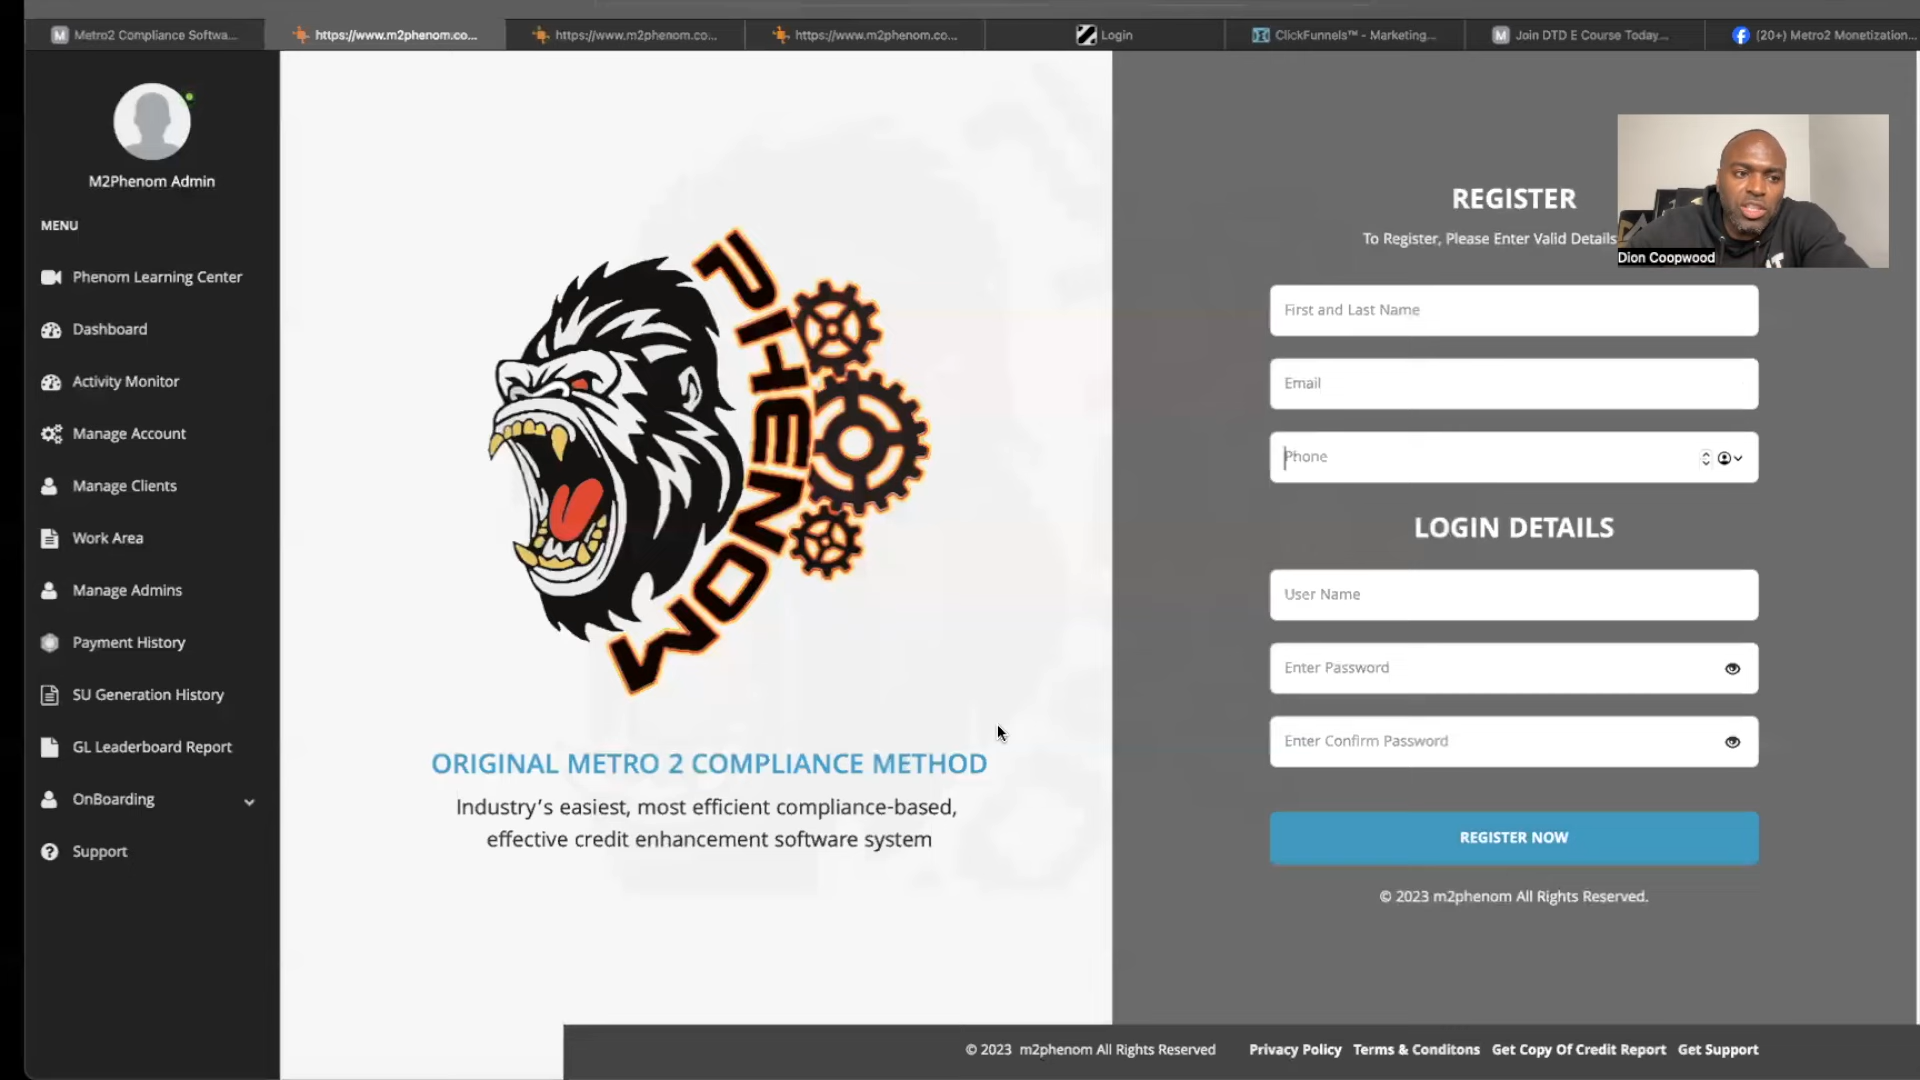 Metro2 Compliance Softwa...
https://www.m2phenom.co...
https://www.m2phenom.co...
https://www.m2phenom.co...
Login
ClickFunnels™ - Marketing...
Join DTD E Course Today...
(20+) Metro2 Monetization...
M2Phenom Admin
MENU
Phenom Learning Center
Dashboard
Activity Monitor
Manage Account
Manage Clients
Work Area
Manage Admins
Payment History
SU Generation History
GL Leaderboard Report
OnBoarding
Support
PHENOM
ORIGINAL METRO 2 COMPLIANCE METHOD
Industry's easiest, most efficient compliance-based,
effective credit enhancement software system
REGISTER
To Register, Please Enter Valid Details
Dion Coopwood
First and Last Name
Email
Phone
LOGIN DETAILS
User Name
Enter Password
Enter Confirm Password
REGISTER NOW
© 2023 m2phenom All Rights Reserved.
© 2023 m2phenom All Rights Reserved
Privacy Policy
Terms & Conditons
Get Copy Of Credit Report
Get Support